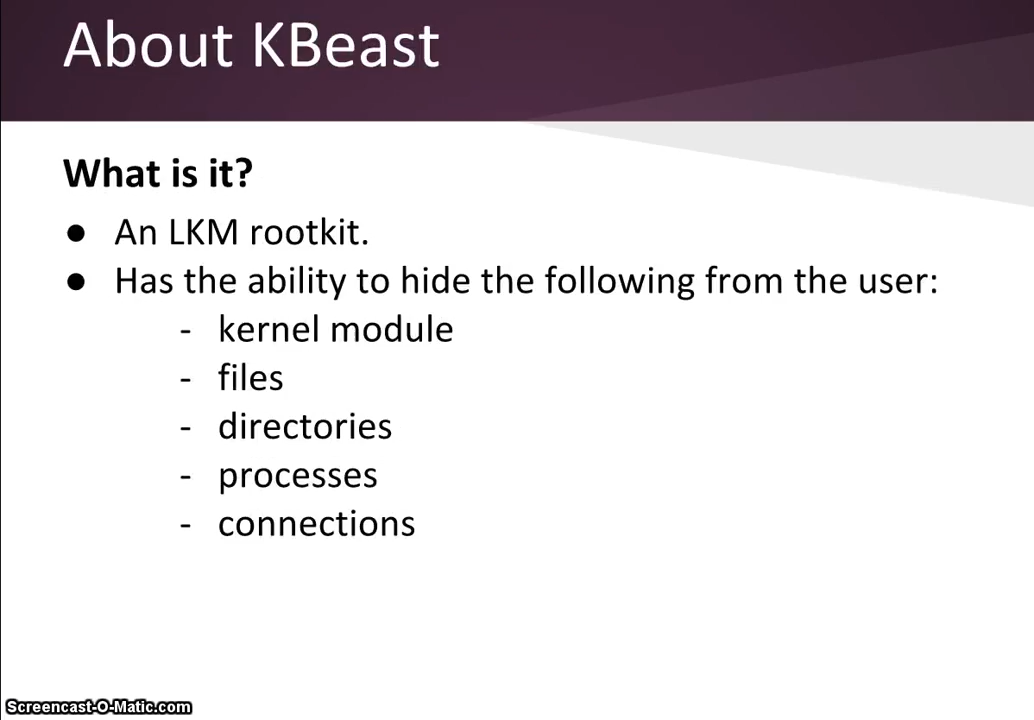 About KBeast
What is it?
● An LKM rootkit.
● Has the ability to hide the following from the user:
- kernel module
- files
- directories
- processes
- connections
Screencast-O-Matic.com